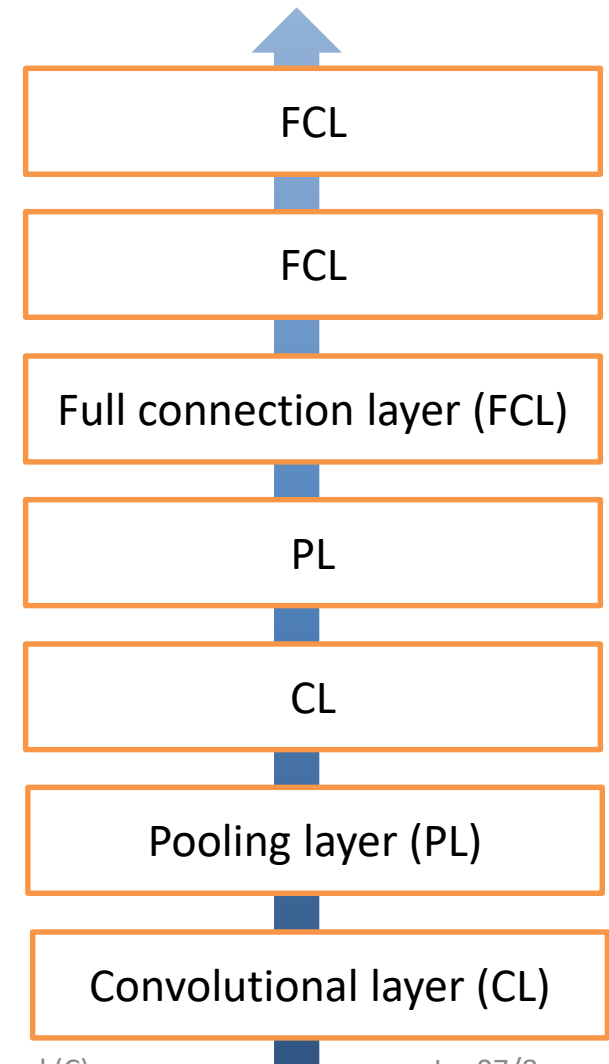 FCL
FCL
Full connection layer (FCL)
PL
CL
Pooling layer (PL)
Convolutional layer (CL)